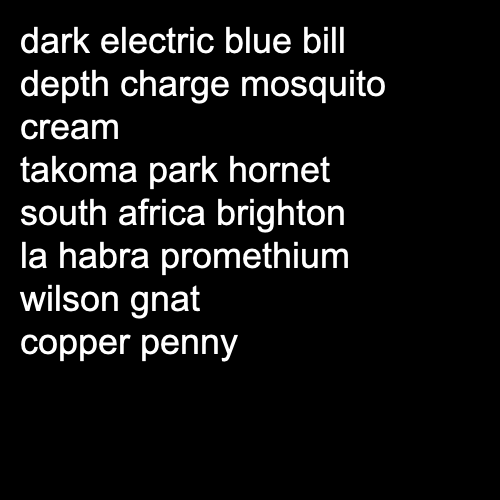 dark electric blue bill
depth charge mosquito
cream
takoma park hornet
south africa brighton
la habra promethium
wilson gnat
copper penny